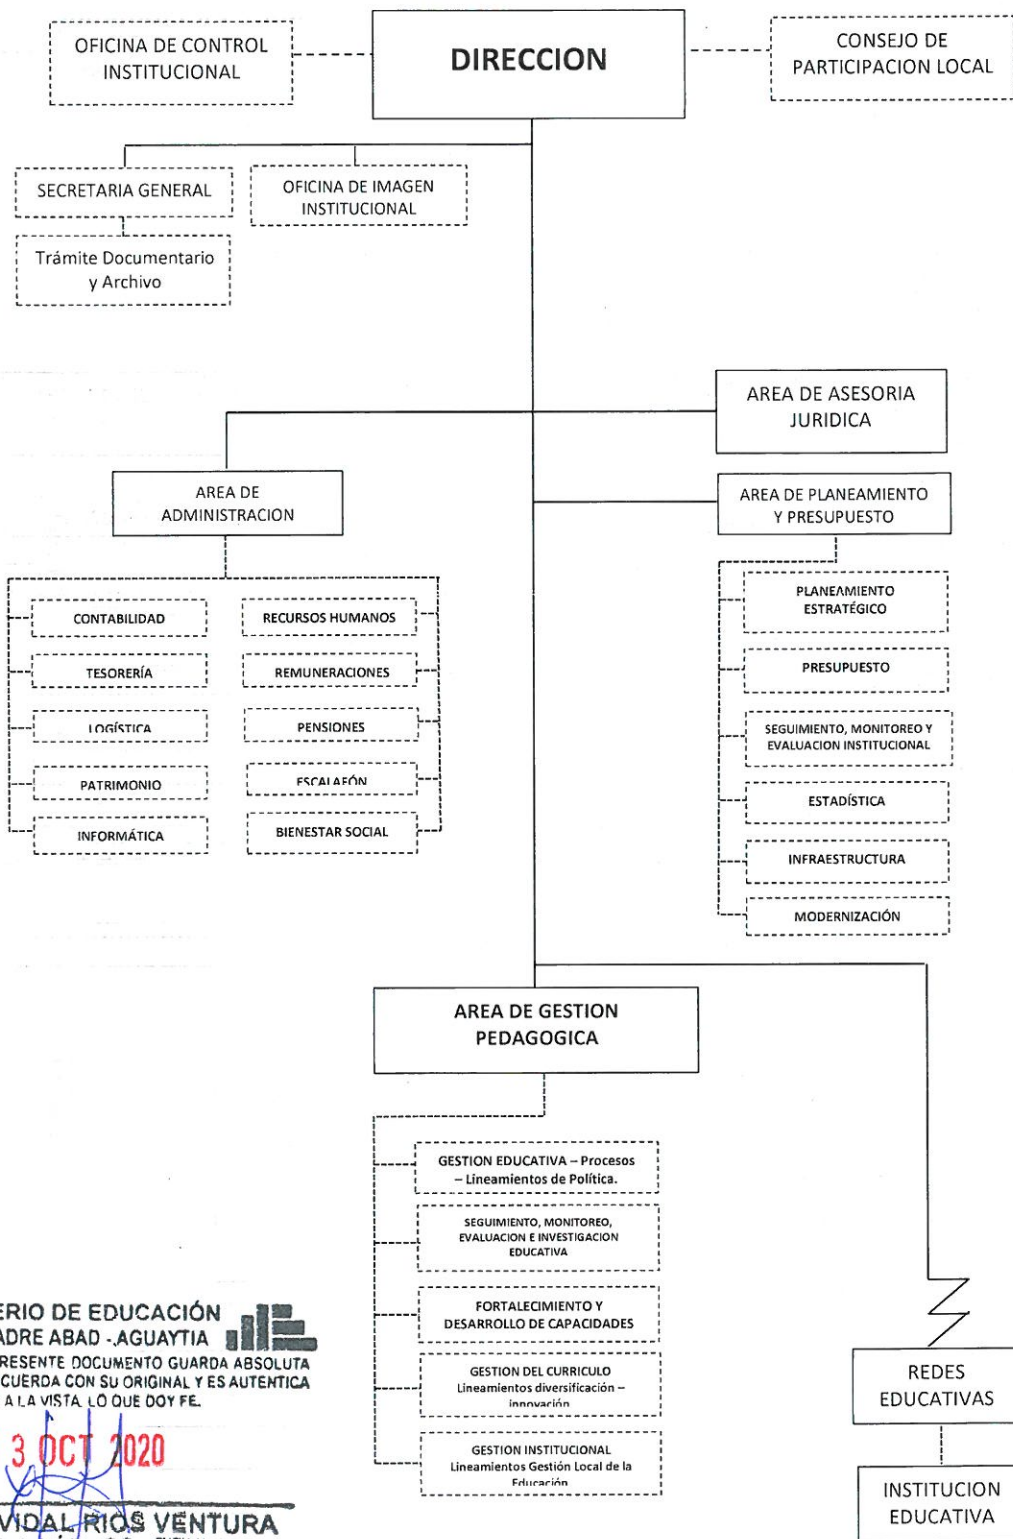 OFICINA DE CONTROL
INSTITUCIONAL
DIRECCION
CONSEJO DE
PARTICIPACION LOCAL
SECRETARIA GENERAL
OFICINA DE IMAGEN
INSTITUCIONAL
Trámite Documentario
y Archivo
AREA DE ASESORIA
JURIDICA
AREA DE
ADMINISTRACION
AREA DE PLANEAMIENTO
Y PRESUPUESTO
CONTABILIDAD
TESORERÍA
LOGÍSTICA
PATRIMONIO
INFORMÁTICA
RECURSOS HUMANOS
REMUNERACIONES
PENSIONES
ESCALAFÓN
BIENESTAR SOCIAL
PLANEAMIENTO
ESTRATÉGICO
PRESUPUESTO
SEGUIMIENTO, MONITOREO Y
EVALUACION INSTITUCIONAL
ESTADÍSTICA
INFRAESTRUCTURA
MODERNIZACIÓN
AREA DE GESTION
PEDAGOGICA
GESTION EDUCATIVA – Procesos
– Lineamientos de Política.
SEGUIMIENTO, MONITOREO,
EVALUACION E INVESTIGACION
EDUCATIVA
FORTALECIMIENTO Y
DESARROLLO DE CAPACIDADES
GESTION DEL CURRICULO
Lineamientos diversificación –
innovación
GESTION INSTITUCIONAL
Lineamientos Gestión Local de la
Educación
REDES
EDUCATIVAS
INSTITUCION
EDUCATIVA
ERIO DE EDUCACIÓN
ADRE ABAD - AGUAYTIA
RESENTE DOCUMENTO GUARDA ABSOLUTA
CUERDA CON SU ORIGINAL Y ES AUTENTICA
A LA VISTA LO QUE DOY FE.
3 OCT 2020
VIDAL RIOS VENTURA